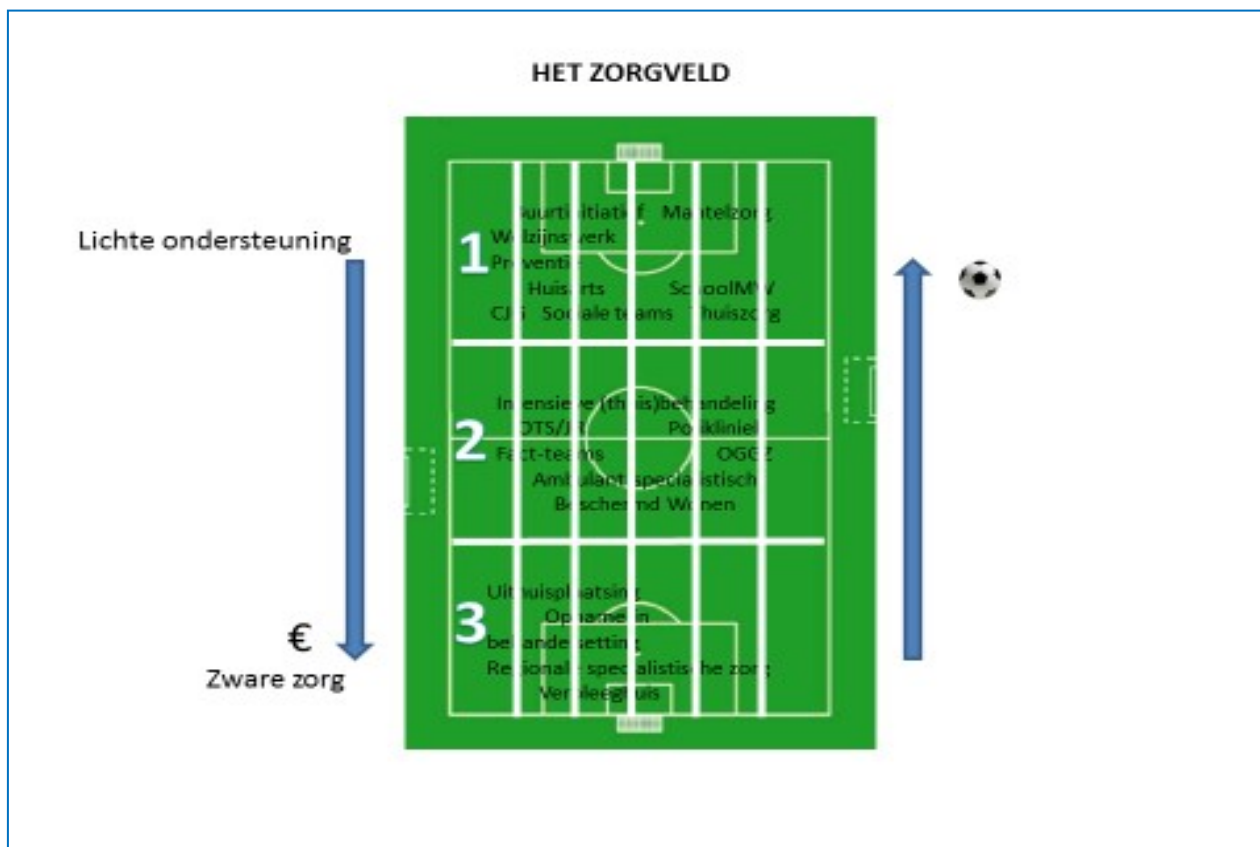 HET ZORGVELD
Lichte ondersteuning
1
Buurtinitiatief Mantelzorg
Welzijnswerk
Preventie
Huisarts SchoolMW
CJG Sociale teams Thuiszorg
2
Intensieve (thuis)behandeling
OTS/JR Polikliniek
Fact-teams OGGZ
Ambulant specialistisch
Beschermd Wonen
3
Uithuisplaatsing
Opname in
behandelsetting
Regionale specialistische zorg
Verpleeghuis
€
Zware zorg